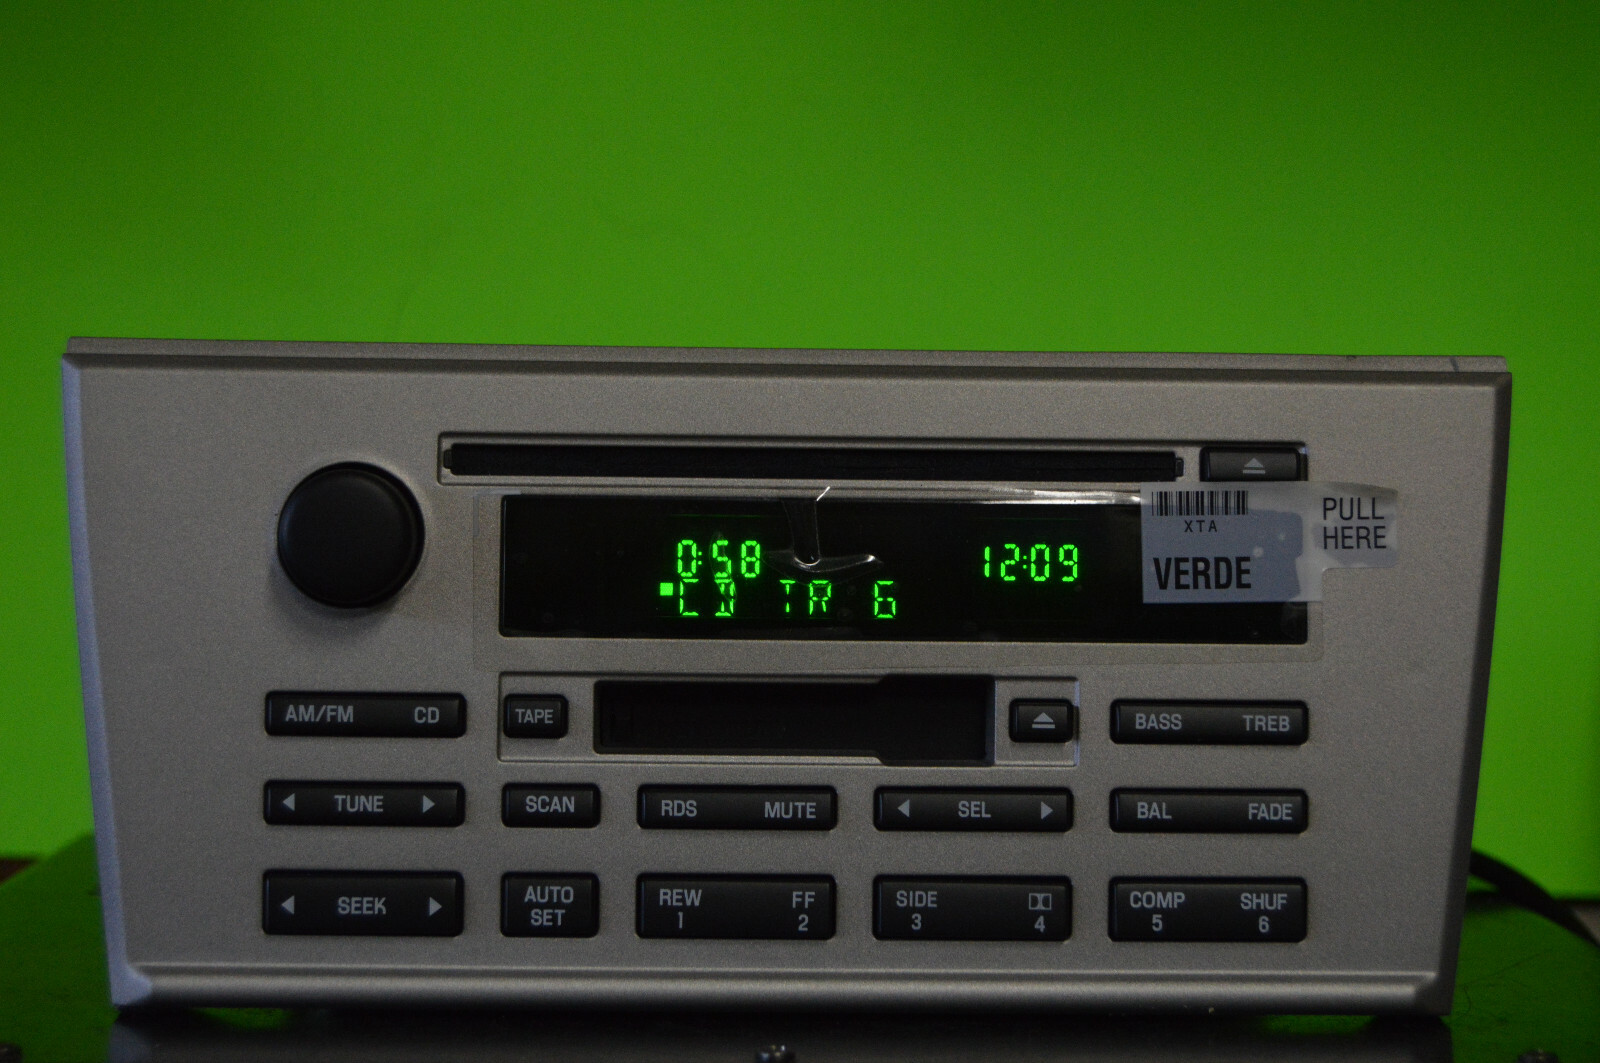 XTA
VERDE
PULL
HERE
0:58
12:09
CD TR 6
AM/FM CD
TAPE
BASS TREB
TUNE
SCAN
RDS MUTE
SEL
BAL FADE
SEEK
AUTO
SET
REW FF
1 2
SIDE
3 4
COMP SHUF
5 6